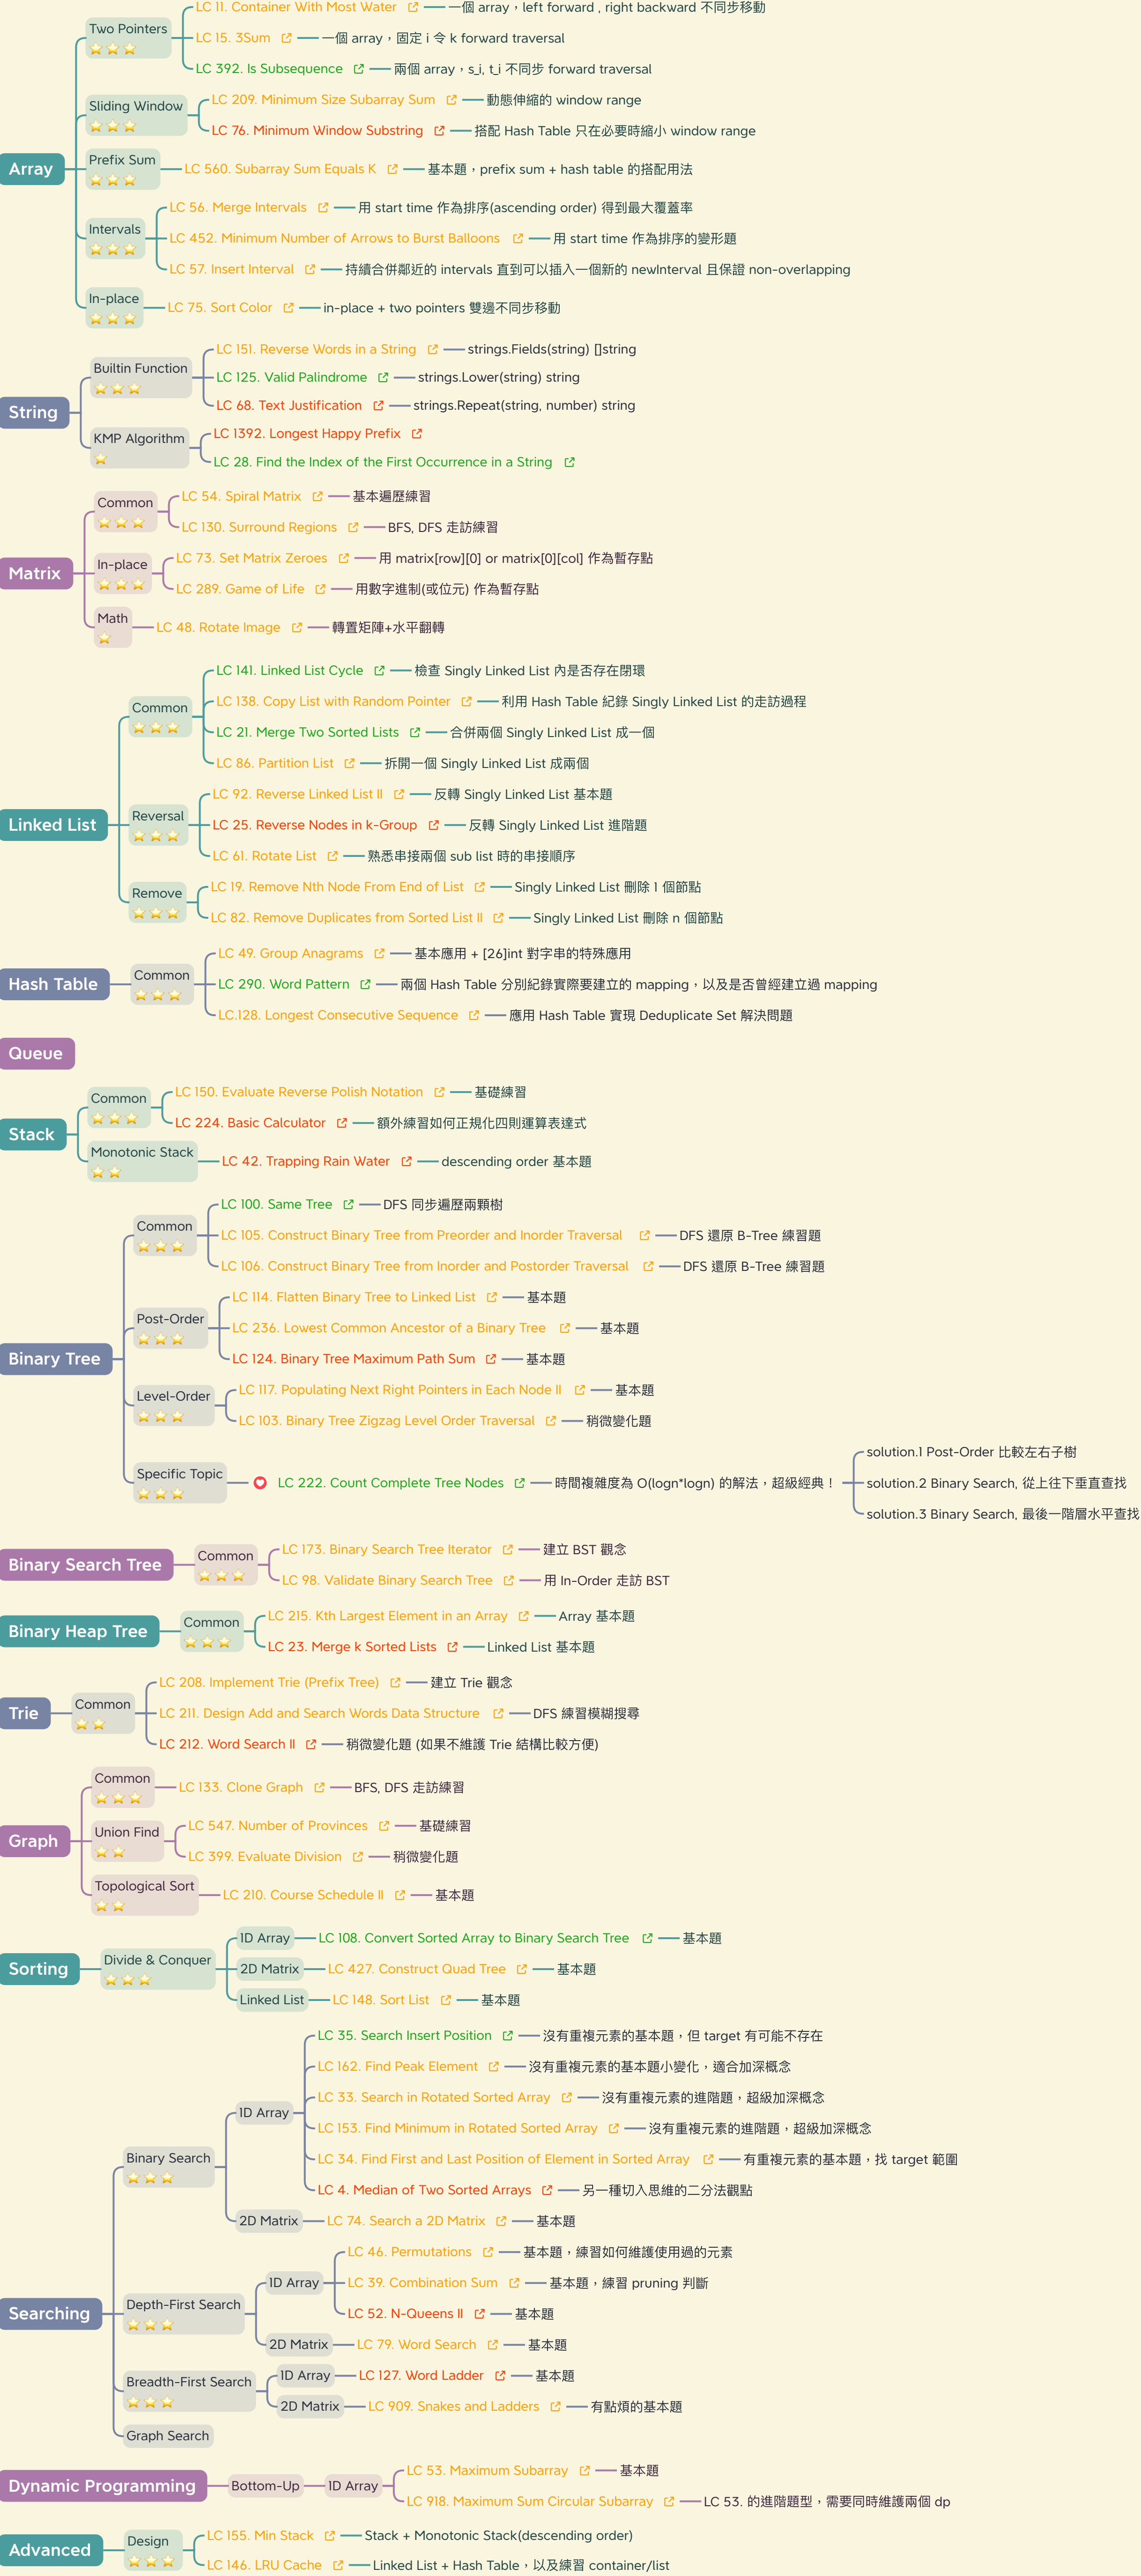 Array
Two Pointers
LC 11. Container With Most Water
一個 array，left forward , right backward 不同步移動
LC 15. 3Sum
一個 array，固定 i 令 k forward traversal
LC 392. Is Subsequence
兩個 array，s_i, t_i 不同步 forward traversal
Sliding Window
LC 209. Minimum Size Subarray Sum
動態伸縮的 window range
LC 76. Minimum Window Substring
搭配 Hash Table 只在必要時縮小 window range
Prefix Sum
LC 560. Subarray Sum Equals K
基本題，prefix sum + hash table 的搭配用法
Intervals
LC 56. Merge Intervals
用 start time 作為排序(ascending order) 得到最大覆蓋率
LC 452. Minimum Number of Arrows to Burst Balloons
用 start time 作為排序的變形題
LC 57. Insert Interval
持續合併鄰近的 intervals 直到可以插入一個新的 newInterval 且保證 non-overlapping
In-place
LC 75. Sort Color
in-place + two pointers 雙邊不同步移動
String
Builtin Function
LC 151. Reverse Words in a String
strings.Fields(string) []string
LC 125. Valid Palindrome
strings.Lower(string) string
LC 68. Text Justification
strings.Repeat(string, number) string
KMP Algorithm
LC 1392. Longest Happy Prefix
LC 28. Find the Index of the First Occurrence in a String
Matrix
Common
LC 54. Spiral Matrix
基本遍歷練習
LC 130. Surround Regions
BFS, DFS 走訪練習
In-place
LC 73. Set Matrix Zeroes
用 matrix[row][0] or matrix[0][col] 作為暫存點
LC 289. Game of Life
用數字進制(或位元) 作為暫存點
Math
LC 48. Rotate Image
轉置矩陣+水平翻轉
Linked List
Common
LC 141. Linked List Cycle
檢查 Singly Linked List 內是否存在閉環
LC 138. Copy List with Random Pointer
利用 Hash Table 紀錄 Singly Linked List 的走訪過程
LC 21. Merge Two Sorted Lists
合併兩個 Singly Linked List 成一個
LC 86. Partition List
拆開一個 Singly Linked List 成兩個
Reversal
LC 92. Reverse Linked List II
反轉 Singly Linked List 基本題
LC 25. Reverse Nodes in k-Group
反轉 Singly Linked List 進階題
LC 61. Rotate List
熟悉串接兩個 sub list 時的串接順序
Remove
LC 19. Remove Nth Node From End of List
Singly Linked List 刪除 1 個節點
LC 82. Remove Duplicates from Sorted List II
Singly Linked List 刪除 n 個節點
Hash Table
Common
LC 49. Group Anagrams
基本應用 + [26]int 對字串的特殊應用
LC 290. Word Pattern
兩個 Hash Table 分別紀錄實際要建立的 mapping，以及是否曾經建立過 mapping
LC.128. Longest Consecutive Sequence
應用 Hash Table 實現 Deduplicate Set 解決問題
Queue
Stack
Common
LC 150. Evaluate Reverse Polish Notation
基礎練習
LC 224. Basic Calculator
額外練習如何正規化四則運算表達式
Monotonic Stack
LC 42. Trapping Rain Water
descending order 基本題
Binary Tree
Common
LC 100. Same Tree
DFS 同步遍歷兩顆樹
LC 105. Construct Binary Tree from Preorder and Inorder Traversal
DFS 還原 B-Tree 練習題
LC 106. Construct Binary Tree from Inorder and Postorder Traversal
DFS 還原 B-Tree 練習題
Post-Order
LC 114. Flatten Binary Tree to Linked List
基本題
LC 236. Lowest Common Ancestor of a Binary Tree
基本題
LC 124. Binary Tree Maximum Path Sum
基本題
Level-Order
LC 117. Populating Next Right Pointers in Each Node II
基本題
LC 103. Binary Tree Zigzag Level Order Traversal
稍微變化題
Specific Topic
LC 222. Count Complete Tree Nodes
時間複雜度為 O(logn*logn) 的解法，超級經典！
solution.1 Post-Order 比較左右子樹
solution.2 Binary Search, 從上往下垂直查找
solution.3 Binary Search, 最後一階層水平查找
Binary Search Tree
Common
LC 173. Binary Search Tree Iterator
建立 BST 觀念
LC 98. Validate Binary Search Tree
用 In-Order 走訪 BST
Binary Heap Tree
Common
LC 215. Kth Largest Element in an Array
Array 基本題
LC 23. Merge k Sorted Lists
Linked List 基本題
Trie
Common
LC 208. Implement Trie (Prefix Tree)
建立 Trie 觀念
LC 211. Design Add and Search Words Data Structure
DFS 練習模糊搜尋
LC 212. Word Search II
稍微變化題 (如果不維護 Trie 結構比較方便)
Graph
Common
LC 133. Clone Graph
BFS, DFS 走訪練習
Union Find
LC 547. Number of Provinces
基礎練習
LC 399. Evaluate Division
稍微變化題
Topological Sort
LC 210. Course Schedule II
基本題
Sorting
Divide & Conquer
1D Array
LC 108. Convert Sorted Array to Binary Search Tree
基本題
2D Matrix
LC 427. Construct Quad Tree
基本題
Linked List
LC 148. Sort List
基本題
Searching
Binary Search
1D Array
LC 35. Search Insert Position
沒有重複元素的基本題，但 target 有可能不存在
LC 162. Find Peak Element
沒有重複元素的基本題小變化，適合加深概念
LC 33. Search in Rotated Sorted Array
沒有重複元素的進階題，超級加深概念
LC 153. Find Minimum in Rotated Sorted Array
沒有重複元素的進階題，超級加深概念
LC 34. Find First and Last Position of Element in Sorted Array
有重複元素的基本題，找 target 範圍
LC 4. Median of Two Sorted Arrays
另一種切入思維的二分法觀點
2D Matrix
LC 74. Search a 2D Matrix
基本題
Depth-First Search
1D Array
LC 46. Permutations
基本題，練習如何維護使用過的元素
LC 39. Combination Sum
基本題，練習 pruning 判斷
LC 52. N-Queens II
基本題
2D Matrix
LC 79. Word Search
基本題
Breadth-First Search
1D Array
LC 127. Word Ladder
基本題
2D Matrix
LC 909. Snakes and Ladders
有點煩的基本題
Graph Search
Dynamic Programming
Bottom-Up
1D Array
LC 53. Maximum Subarray
基本題
LC 918. Maximum Sum Circular Subarray
LC 53. 的進階題型，需要同時維護兩個 dp
Advanced
Design
LC 155. Min Stack
Stack + Monotonic Stack(descending order)
LC 146. LRU Cache
Linked List + Hash Table，以及練習 container/list